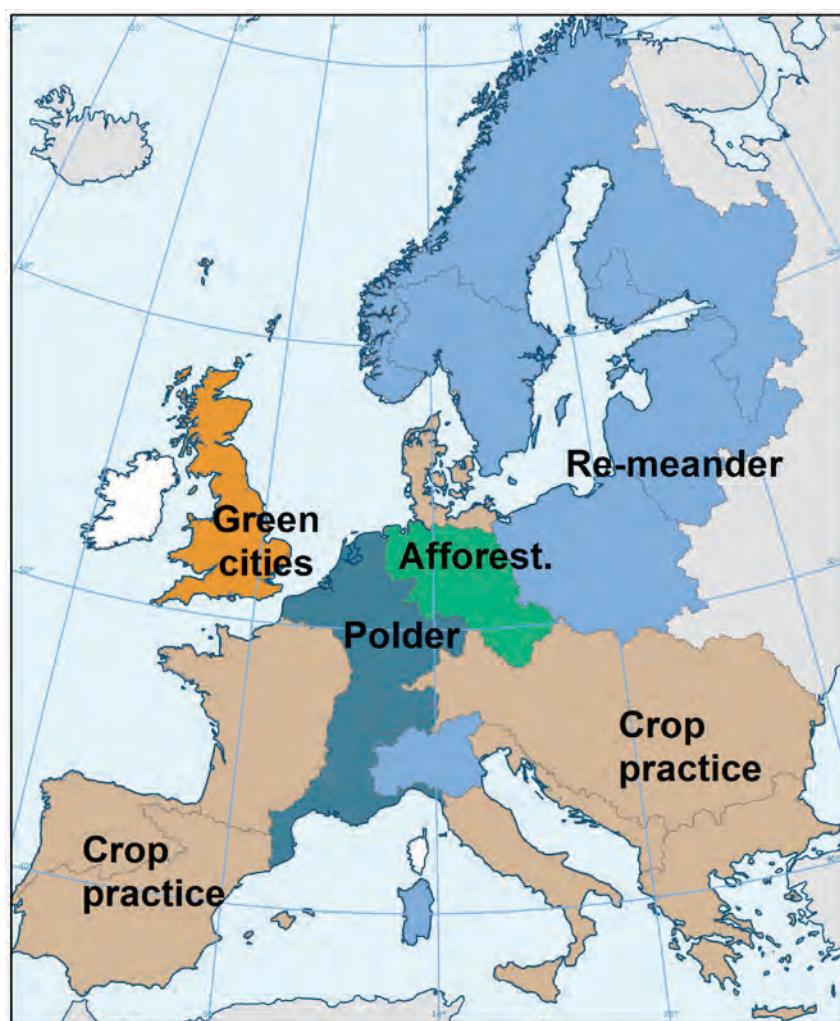 Re-meander
Green
cities
Afforest.
Polder
Crop
practice
Crop
practice